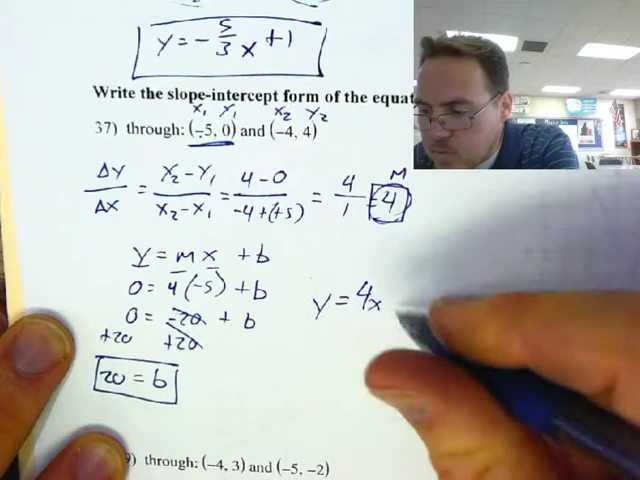 y = - 5/3 x + 1
Write the slope-intercept form of the equat
x₁ y₁ x₂ y₂
37) through: (−5, 0) and (−4, 4)
ΔY/ΔX = x₂-y₁/x₂-x₁ = 4-0/-4+(+5) = 4/1 = 4
M
y = mx + b
0 = 4(-5) + b
0 = -20 + b
+20 +20
20 = b
y = 4x
9) through: (−4, 3) and (−5, −2)